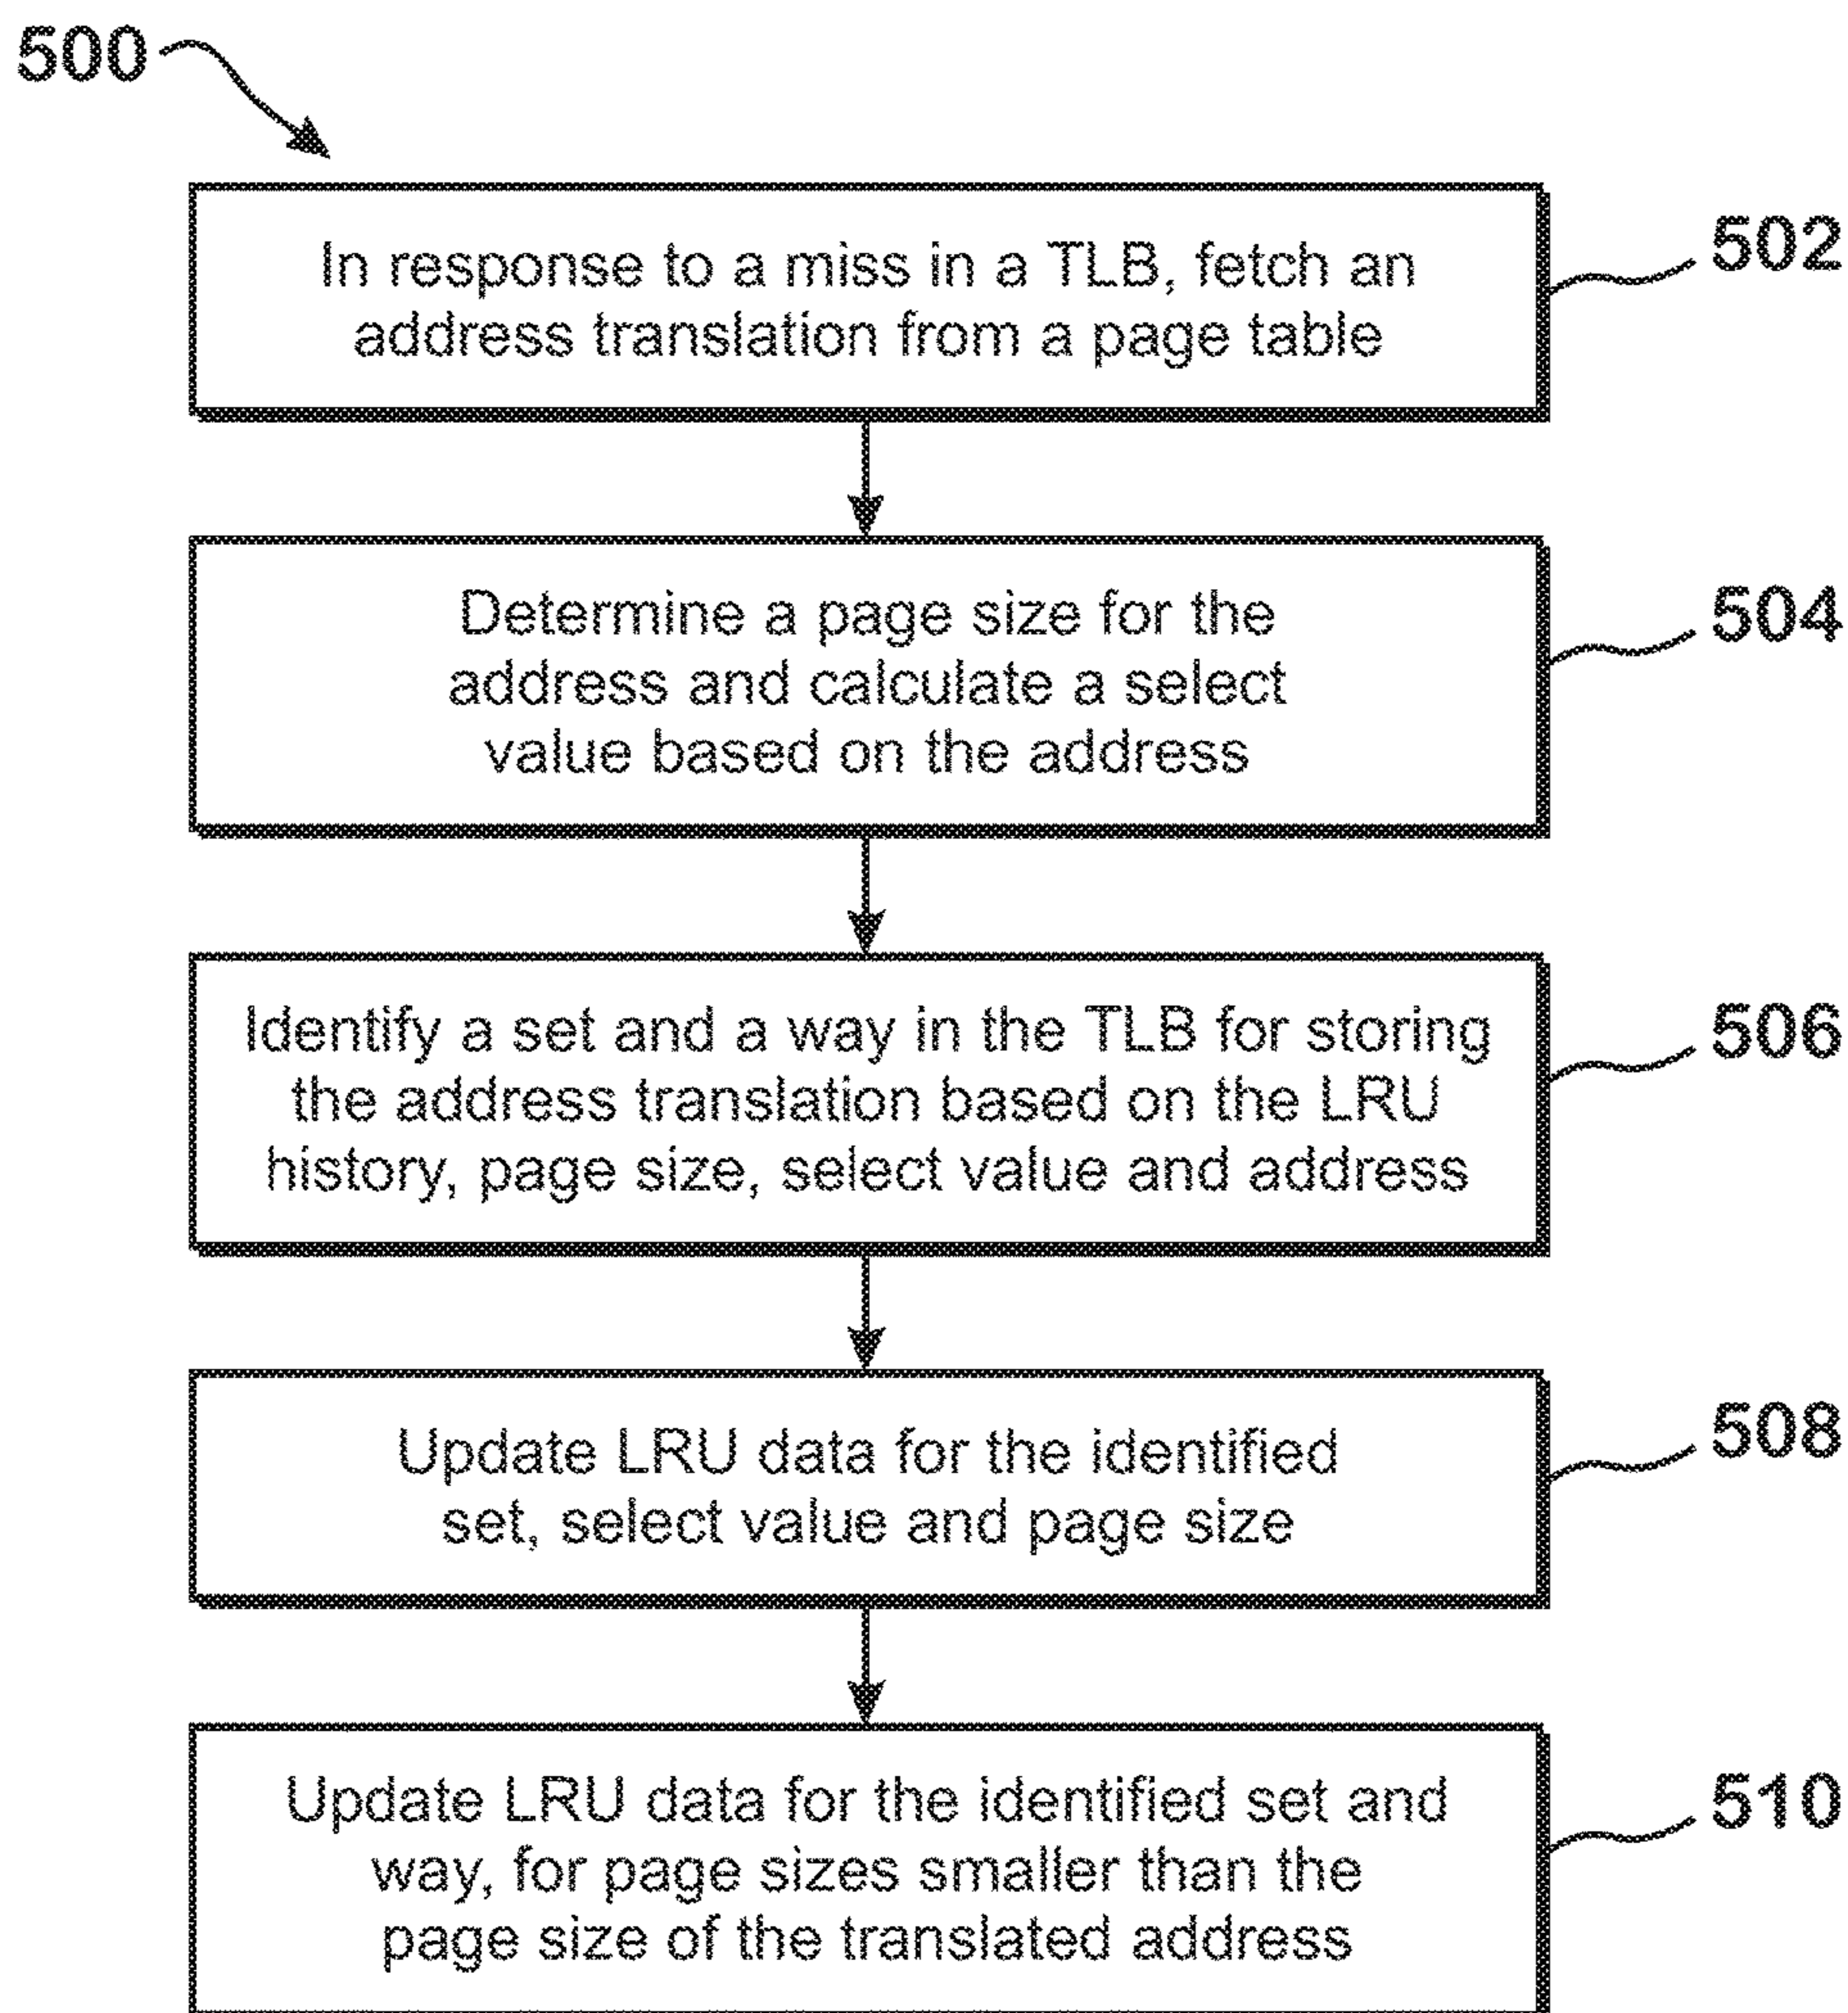 500
In response to a miss in a TLB, fetch an
address translation from a page table
502
Determine a page size for the
address and calculate a select
value based on the address
504
Identify a set and a way in the TLB for storing
the address translation based on the LRU
history, page size, select value and address
506
Update LRU data for the identified
set, select value and page size
508
Update LRU data for the identified set and
way, for page sizes smaller than the
page size of the translated address
510